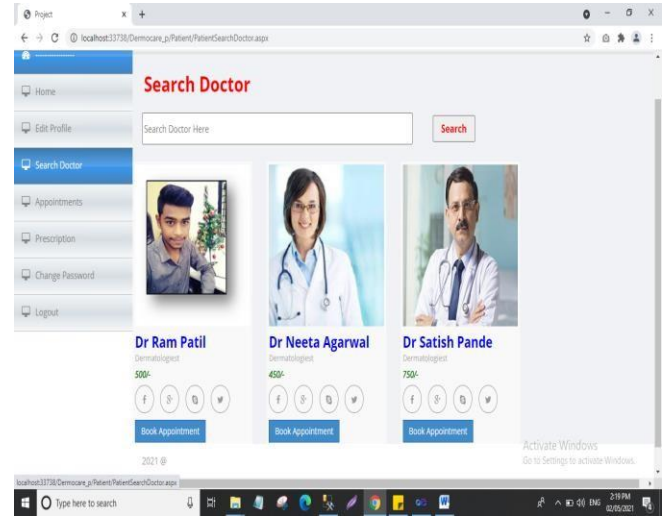 Project
localhost:33738/Dermocare_p/Patient/PatientSearchDoctor.aspx
Home
Edit Profile
Search Doctor
Appointments
Prescription
Change Password
Logout
Search Doctor
Search Doctor Here
Search
Dr Ram Patil
Dermatologiest
500/-
Book Appointment
Dr Neeta Agarwal
Dermatologiest
450/-
Book Appointment
Dr Satish Pande
Dermatologiest
750/-
Book Appointment
2021 @
Activate Windows
Go to Settings to activate Windows.
localhost:33738/Dermocare_p/Patient/PatientSearchDoctor.aspx
Type here to search
ENG
2:19 PM
02/05/2021